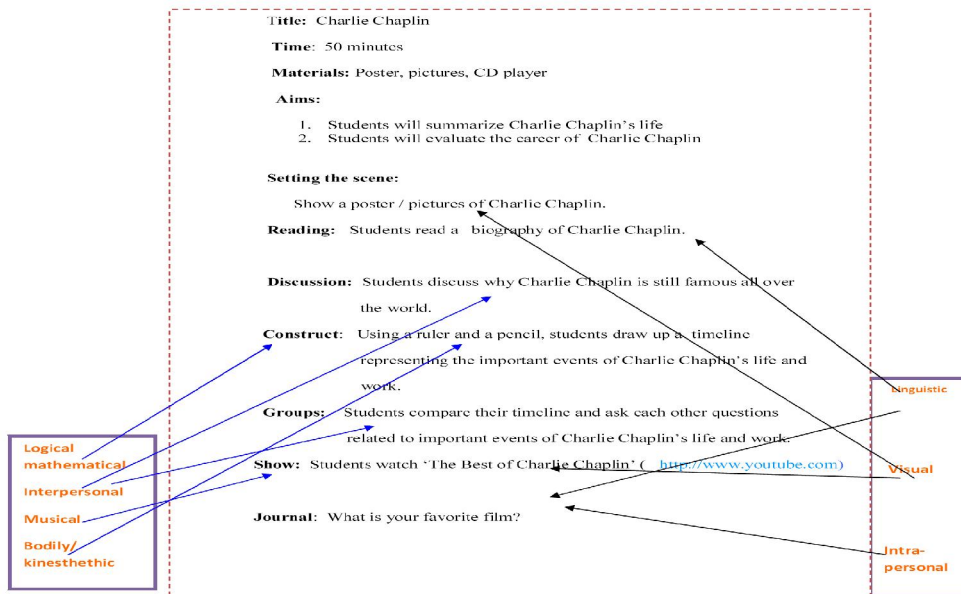 Title: Charlie Chaplin
Time: 50 minutes
Materials: Poster, pictures, CD player
Aims:
1. Students will summarize Charlie Chaplin's life
2. Students will evaluate the career of Charlie Chaplin
Setting the scene:
Show a poster / pictures of Charlie Chaplin.
Reading: Students read a biography of Charlie Chaplin.
Discussion: Students discuss why Charlie Chaplin is still famous all over
the world.
Construct: Using a ruler and a pencil, students draw up a timeline
representing the important events of Charlie Chaplin's life and
work.
Groups: Students compare their timeline and ask each other questions
related to important events of Charlie Chaplin's life and work.
Show: Students watch 'The Best of Charlie Chaplin' ( http://www.youtube.com)
Journal: What is your favorite film?
Logical
mathematical
Interpersonal
Musical
Bodily/
kinesthethic
Linguistic
Visual
Intra-
personal